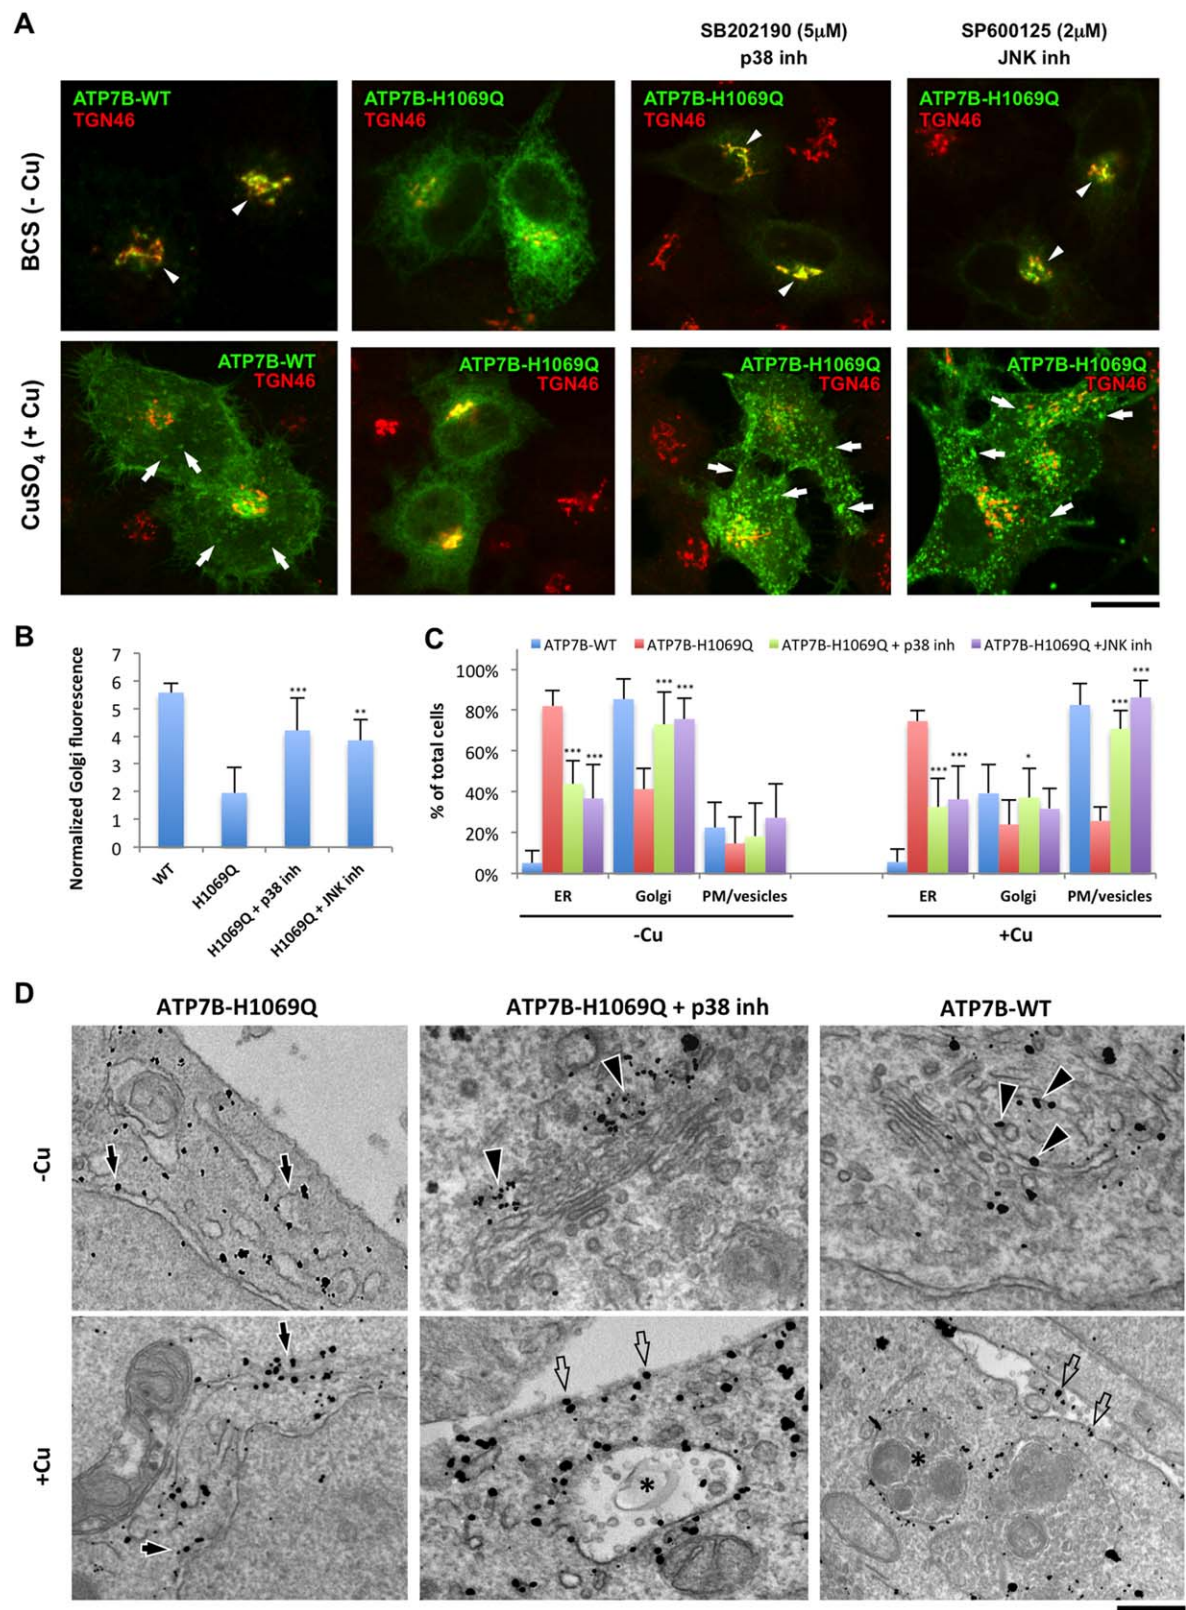 A
SB202190 (5μM)
p38 inh
SP600125 (2μM)
JNK inh
BCS (- Cu)
ATP7B-WT
TGN46
ATP7B-H1069Q
TGN46
ATP7B-H1069Q
TGN46
ATP7B-H1069Q
TGN46
CuSO4 (+ Cu)
ATP7B-WT
TGN46
ATP7B-H1069Q
TGN46
ATP7B-H1069Q
TGN46
ATP7B-H1069Q
TGN46
B
Normalized Golgi fluorescence
7
6
5
4
3
2
1
0
***
**
WT
H1069Q
H1069Q + p38 inh
H1069Q + JNK inh
C
ATP7B-WT ATP7B-H1069Q ATP7B-H1069Q + p38 inh ATP7B-H1069Q +JNK inh
% of total cells
100%
80%
60%
40%
20%
0%
*** *** *** *** *** *** * *** ***
ER Golgi PM/vesicles ER Golgi PM/vesicles
-Cu +Cu
D
ATP7B-H1069Q ATP7B-H1069Q + p38 inh ATP7B-WT
-Cu
+Cu
* *